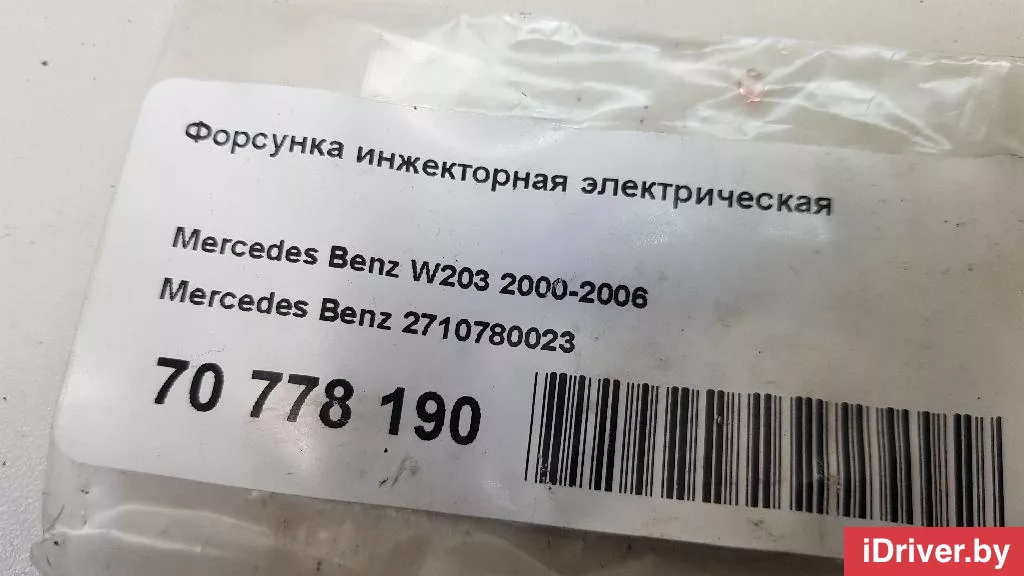 Форсунка инжекторная электрическая
Mercedes Benz W203 2000-2006
Mercedes Benz 2710780023
70 778 190
iDriver.by